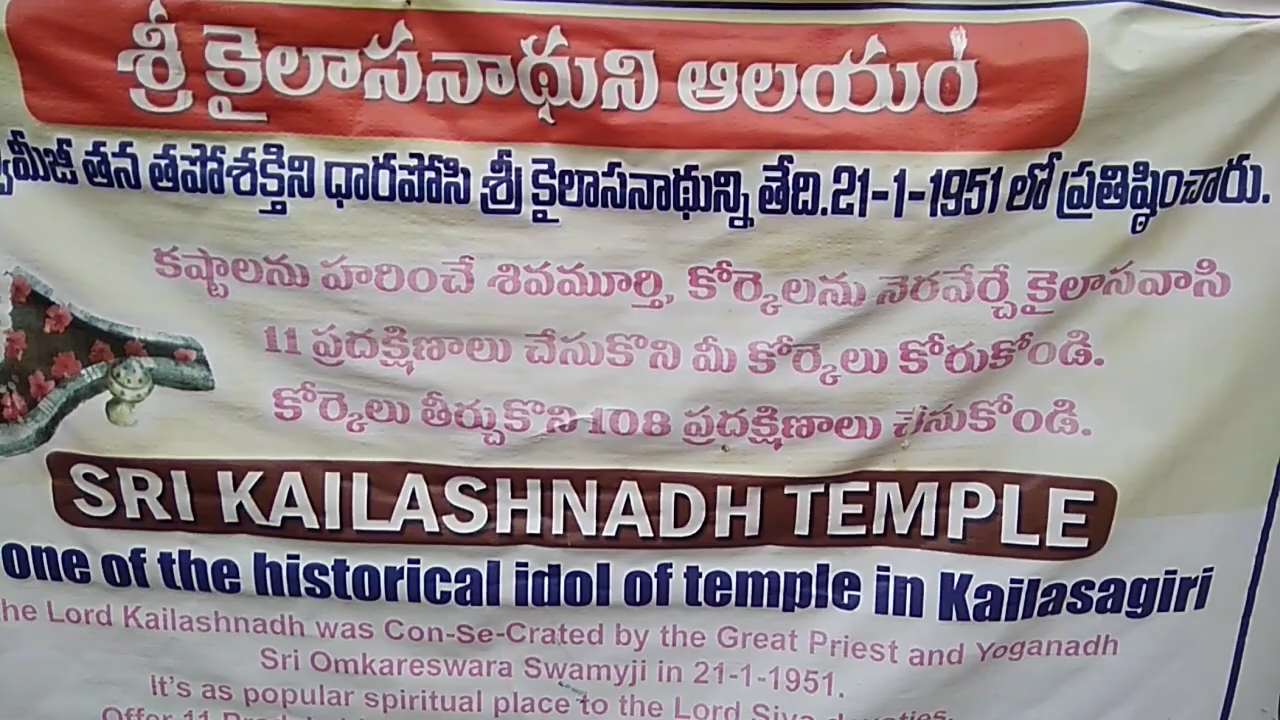 శ్రీ కైలాసనాథుని ఆలయం
తన తపోశక్తిని ధారపోసి శ్రీ కైలాసనాథున్ని తేది.21-1-1951 లో ప్రతిష్ఠించారు.
కష్టాలను హరించే శివమూర్తి, కోర్కెలను నెరవేర్చే కైలాసవాసి
11 ప్రదక్షిణాలు చేసుకొని మీ కోర్కెలు కోరుకోండి.
కోర్కెలు తీర్చుకొని 108 ప్రదక్షిణాలు చేసుకోండి.
SRI KAILASHNADH TEMPLE
one of the historical idol of temple in Kailasagiri
he Lord Kailashnadh was Con-Se-Crated by the Great Priest and Yoganadh
Sri Omkareswara Swamyji in 21-1-1951.
It's as popular spiritual place to the Lord Siva
Offer 11